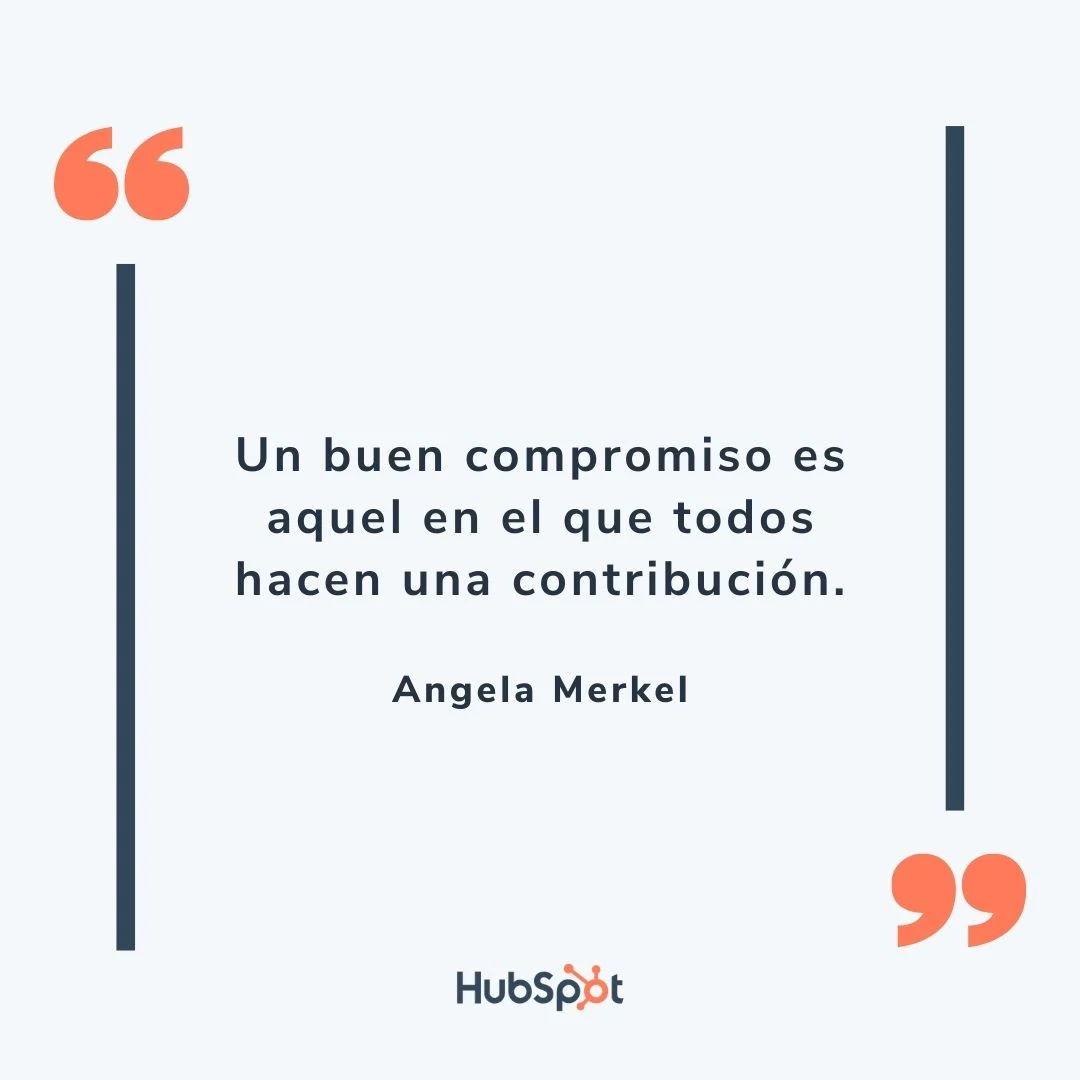 Un buen compromiso es
aquel en el que todos
hacen una contribución.
Angela Merkel
HubSpot